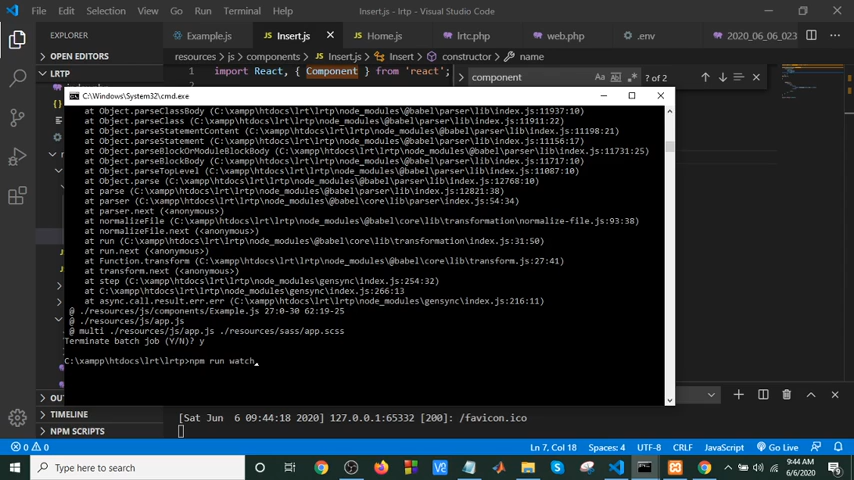 File Edit Selection View Go Run Terminal Help Insert.js - lrtp - Visual Studio Code
EXPLORER
Example.js Insert.js Home.js lrtc.php web.php .env 2020_06_06_023
OPEN EDITORS
resources > js > components > Insert.js > Insert > constructor > name
LRTP
1 import React, { Component } from 'react';
component
? of 2
C:\Windows\System32\cmd.exe
at Object.parseClassBody (C:\xampp\htdocs\lrt\lrtp\node_modules\@babel\parser\lib\index.js:11937:10)
at Object.parseClass (C:\xampp\htdocs\lrt\lrtp\node_modules\@babel\parser\lib\index.js:11911:22)
at Object.parseStatementContent (C:\xampp\htdocs\lrt\lrtp\node_modules\@babel\parser\lib\index.js:11198:21)
at Object.parseStatement (C:\xampp\htdocs\lrt\lrtp\node_modules\@babel\parser\lib\index.js:11156:17)
at Object.parseBlockOrModuleBlockBody (C:\xampp\htdocs\lrt\lrtp\node_modules\@babel\parser\lib\index.js:11731:25)
at Object.parseBlockBody (C:\xampp\htdocs\lrt\lrtp\node_modules\@babel\parser\lib\index.js:11717:10)
at Object.parseTopLevel (C:\xampp\htdocs\lrt\lrtp\node_modules\@babel\parser\lib\index.js:11087:10)
at Object.parse (C:\xampp\htdocs\lrt\lrtp\node_modules\@babel\parser\lib\index.js:12768:10)
at parse (C:\xampp\htdocs\lrt\lrtp\node_modules\@babel\parser\lib\index.js:12821:38)
at parser (C:\xampp\htdocs\lrt\lrtp\node_modules\@babel\core\lib\parser\index.js:54:34)
at parser.next (<anonymous>)
at normalizeFile (C:\xampp\htdocs\lrt\lrtp\node_modules\@babel\core\lib\transformation\normalize-file.js:93:38)
at normalizeFile.next (<anonymous>)
at run (C:\xampp\htdocs\lrt\lrtp\node_modules\@babel\core\lib\transformation\index.js:31:50)
at run.next (<anonymous>)
at Function.transform (C:\xampp\htdocs\lrt\lrtp\node_modules\@babel\core\lib\transform.js:27:41)
at transform.next (<anonymous>)
at step (C:\xampp\htdocs\lrt\lrtp\node_modules\gensync\index.js:254:32)
at C:\xampp\htdocs\lrt\lrtp\node_modules\gensync\index.js:266:13
at async.call.result.err.err (C:\xampp\htdocs\lrt\lrtp\node_modules\gensync\index.js:216:11)
@ ./resources/js/components/Example.js 27:0-30 62:19-25
@ ./resources/js/app.js
@ multi ./resources/js/app.js ./resources/sass/app.scss
Terminate batch job (Y/N)? y
C:\xampp\htdocs\lrt\lrtp>npm run watch
TIMELINE
NPM SCRIPTS
[Sat Jun 6 09:44:18 2020] 127.0.0.1:65332 [200]: /favicon.ico
0 0 Ln 7, Col 18 Spaces: 4 UTF-8 CRLF JavaScript Go Live
Type here to search
9:44 AM
6/6/2020